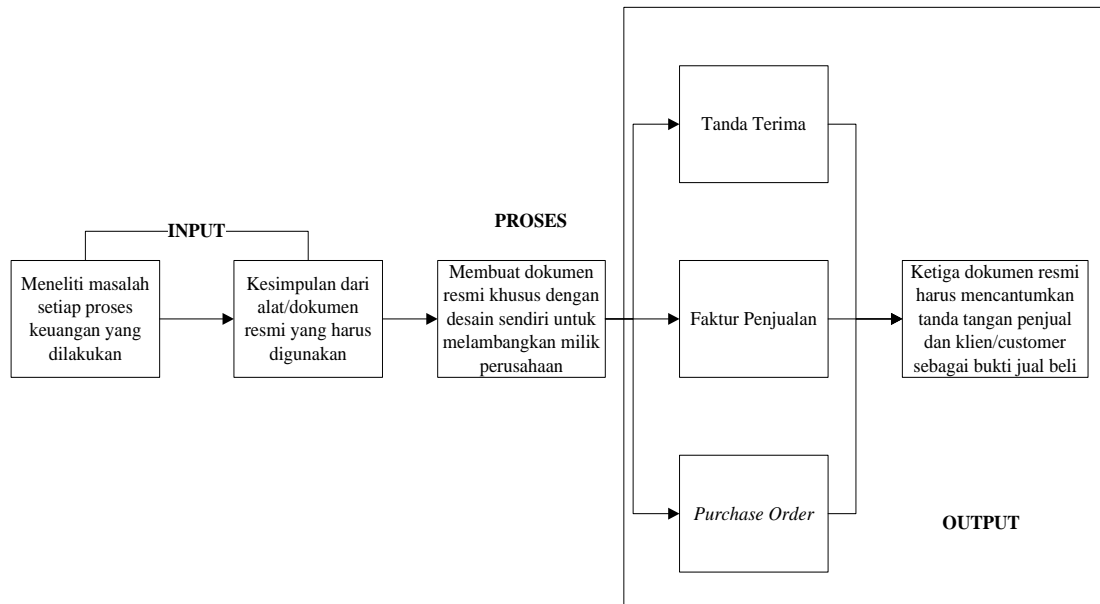 INPUT
Meneliti masalah
setiap proses
keuangan yang
dilakukan
Kesimpulan dari
alat/dokumen
resmi yang harus
digunakan
PROSES
Membuat dokumen
resmi khusus dengan
desain sendiri untuk
melambangkan milik
perusahaan
Tanda Terima
Faktur Penjualan
Purchase Order
Ketiga dokumen resmi
harus mencantumkan
tanda tangan penjual
dan klien/customer
sebagai bukti jual beli
OUTPUT